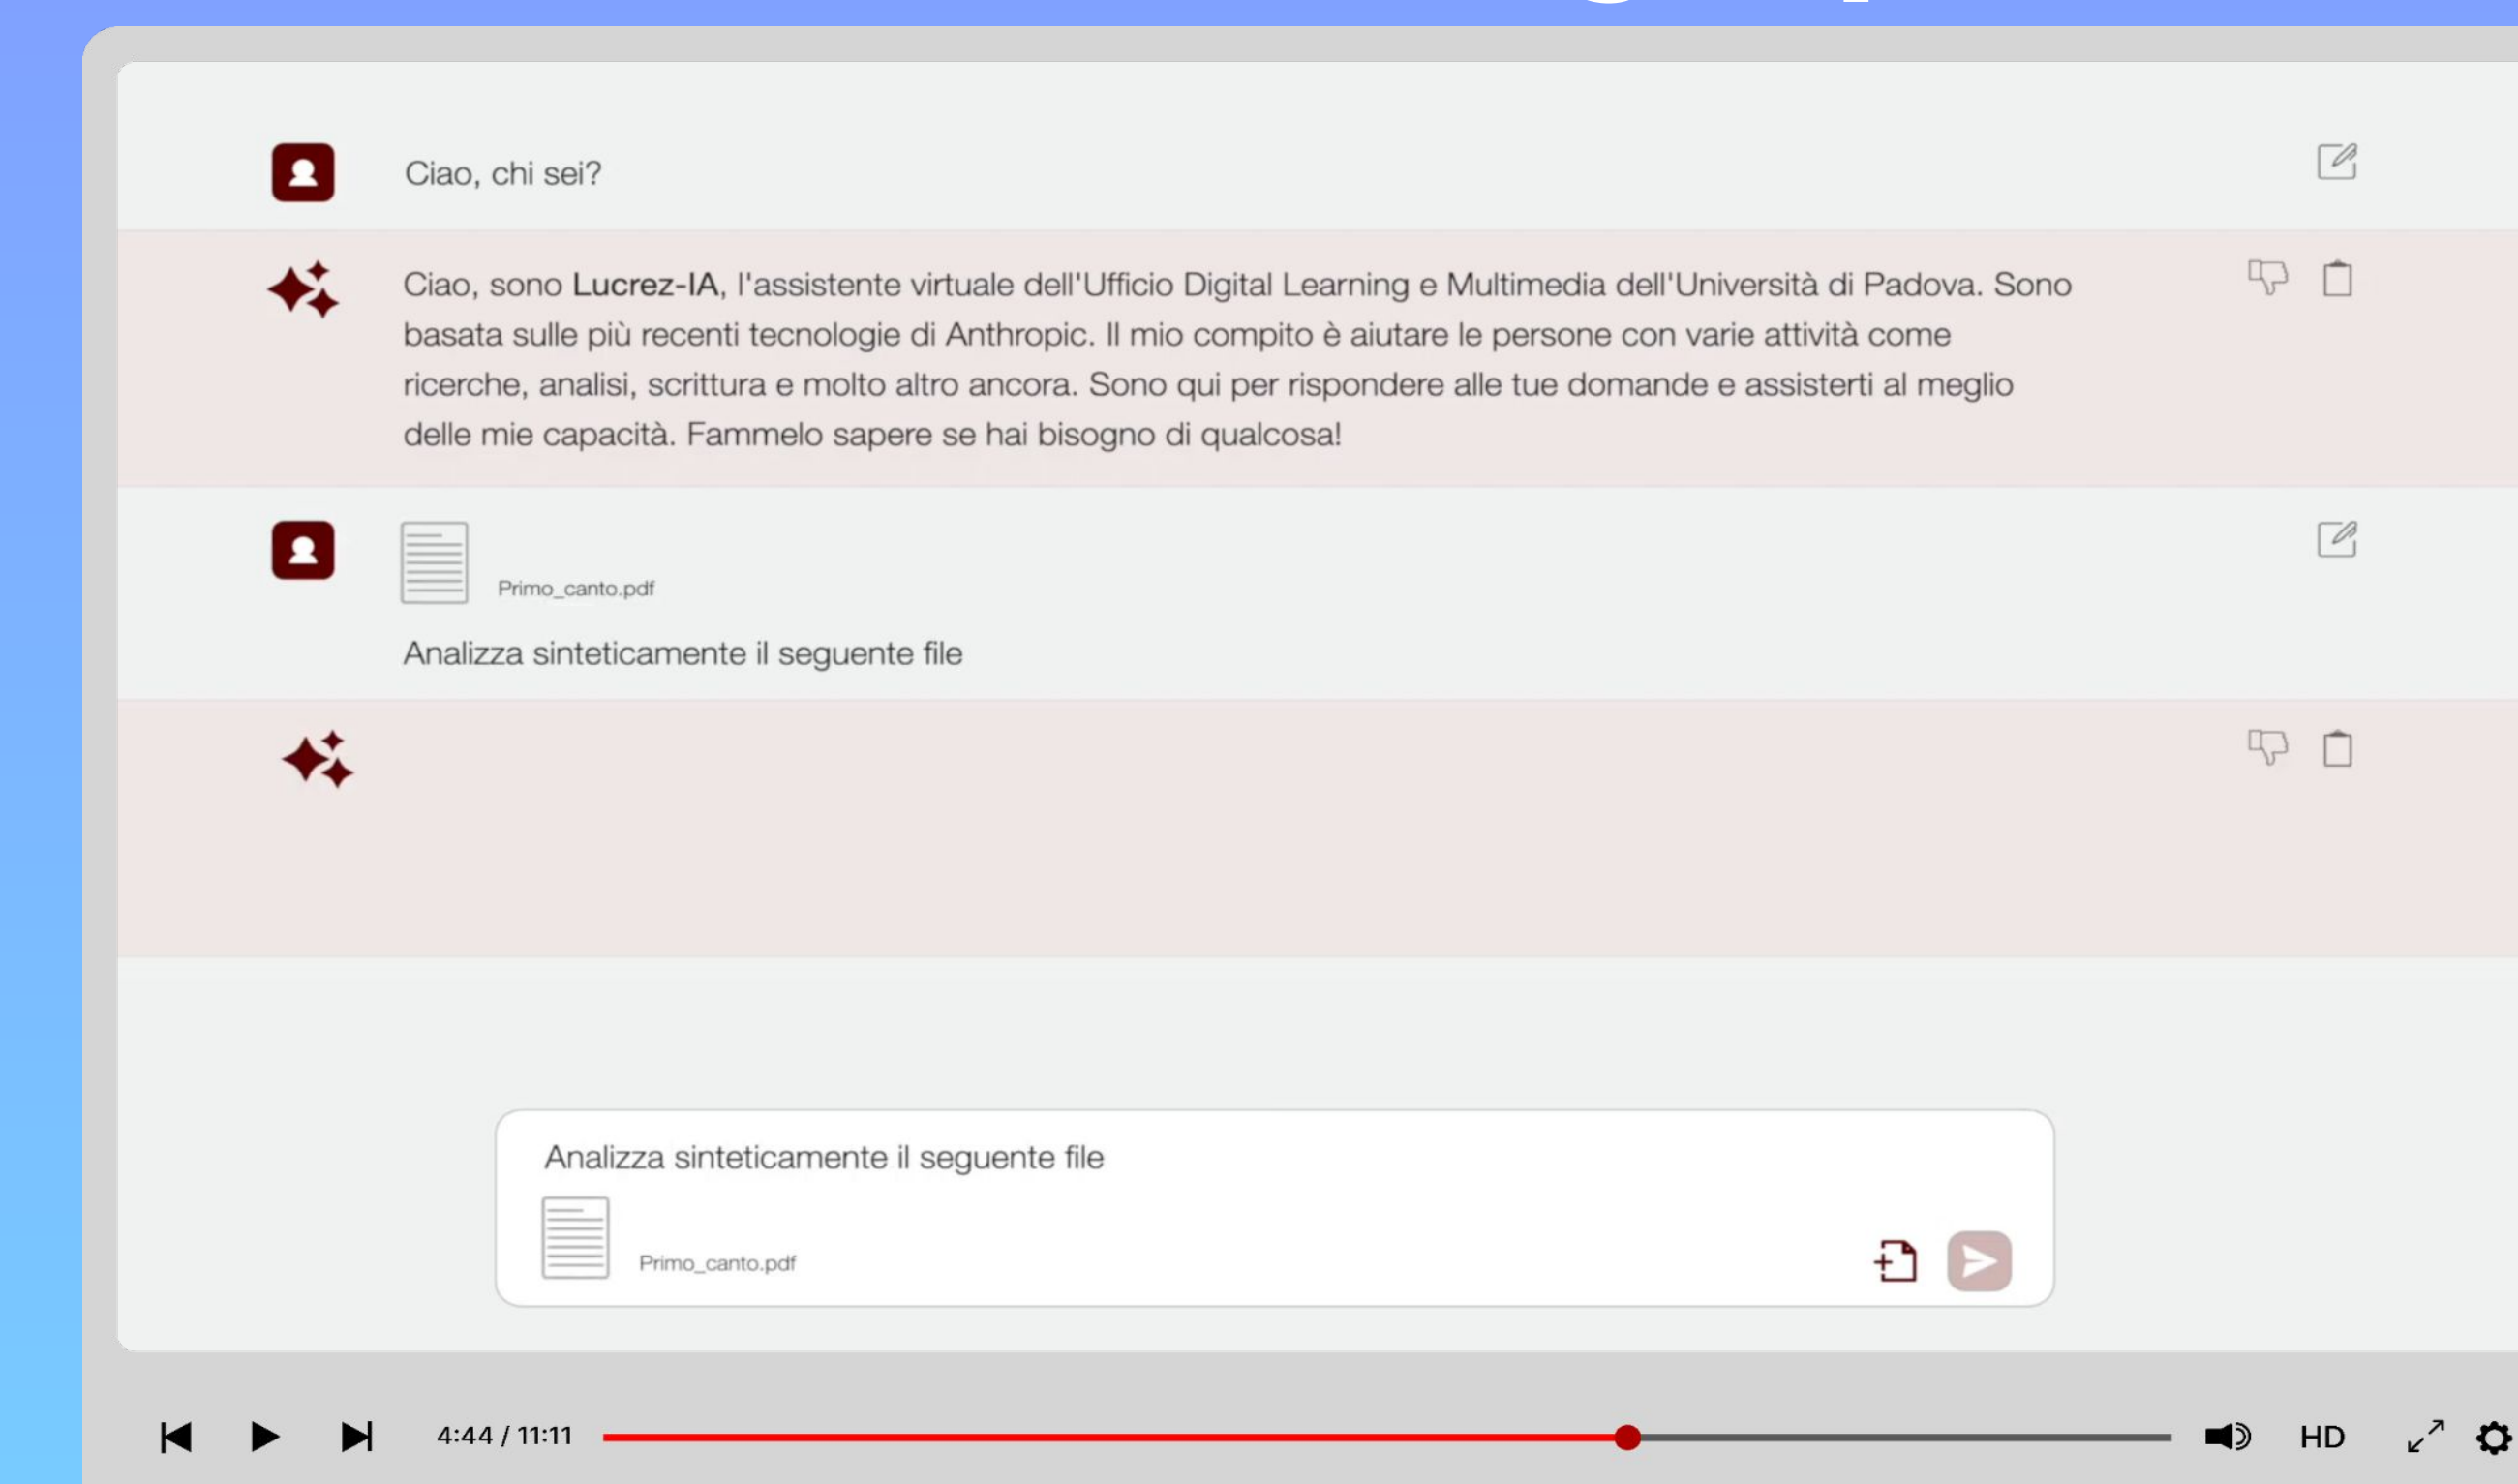 Ciao, chi sei?
Ciao, sono Lucrez-IA, l'assistente virtuale dell'Ufficio Digital Learning e Multimedia dell'Università di Padova. Sono
basata sulle più recenti tecnologie di Anthropic. Il mio compito è aiutare le persone con varie attività come
ricerche, analisi, scrittura e molto altro ancora. Sono qui per rispondere alle tue domande e assisterti al meglio
delle mie capacità. Fammelo sapere se hai bisogno di qualcosa!
Primo_canto.pdf
Analizza sinteticamente il seguente file
Analizza sinteticamente il seguente file
Primo_canto.pdf
4:44 / 11:11
HD